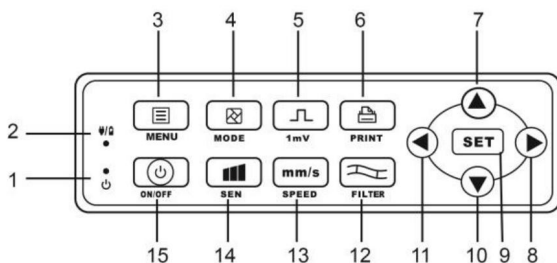 3 4 5 6 7
2
MENU MODE 1mV PRINT
SET
1
mm/s
ON/OFF SEN SPEED FILTER
15 14 13 12 11 10 9 8